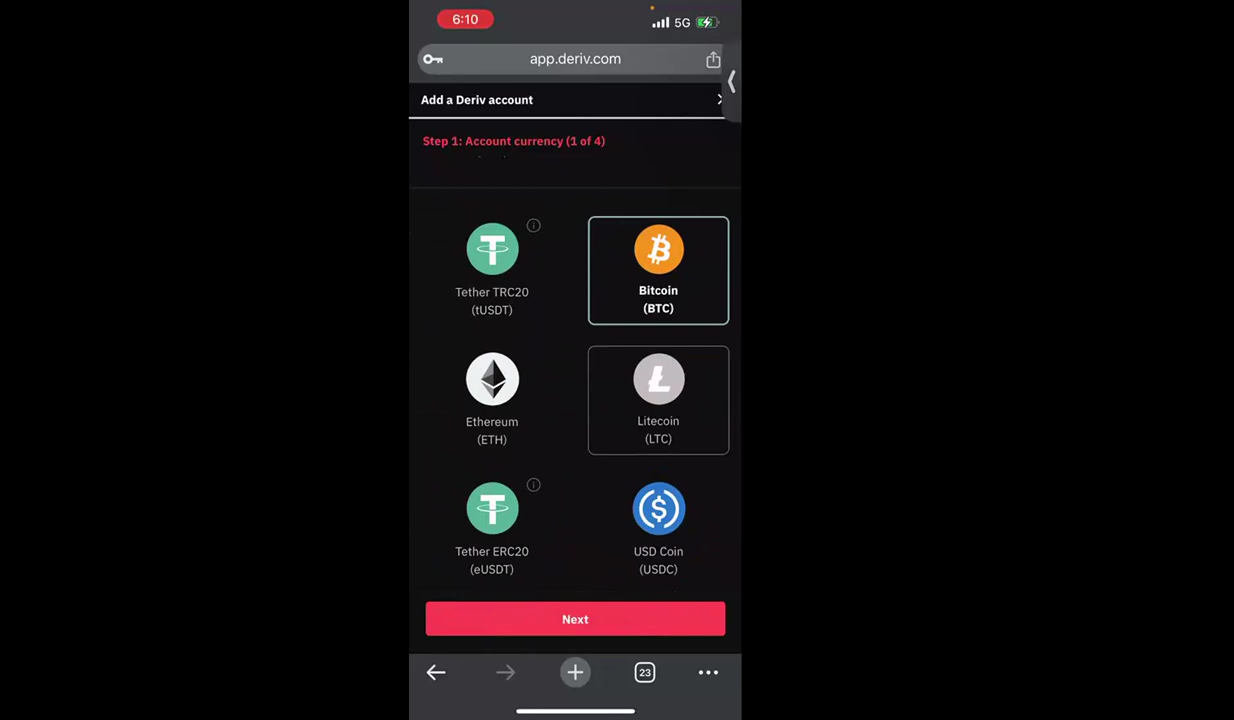 6:10
5G
app.deriv.com
Add a Deriv account
Step 1: Account currency (1 of 4)
Tether TRC20
(tUSDT)
Bitcoin
(BTC)
Ethereum
(ETH)
Litecoin
(LTC)
Tether ERC20
(eUSDT)
USD Coin
(USDC)
Next
23